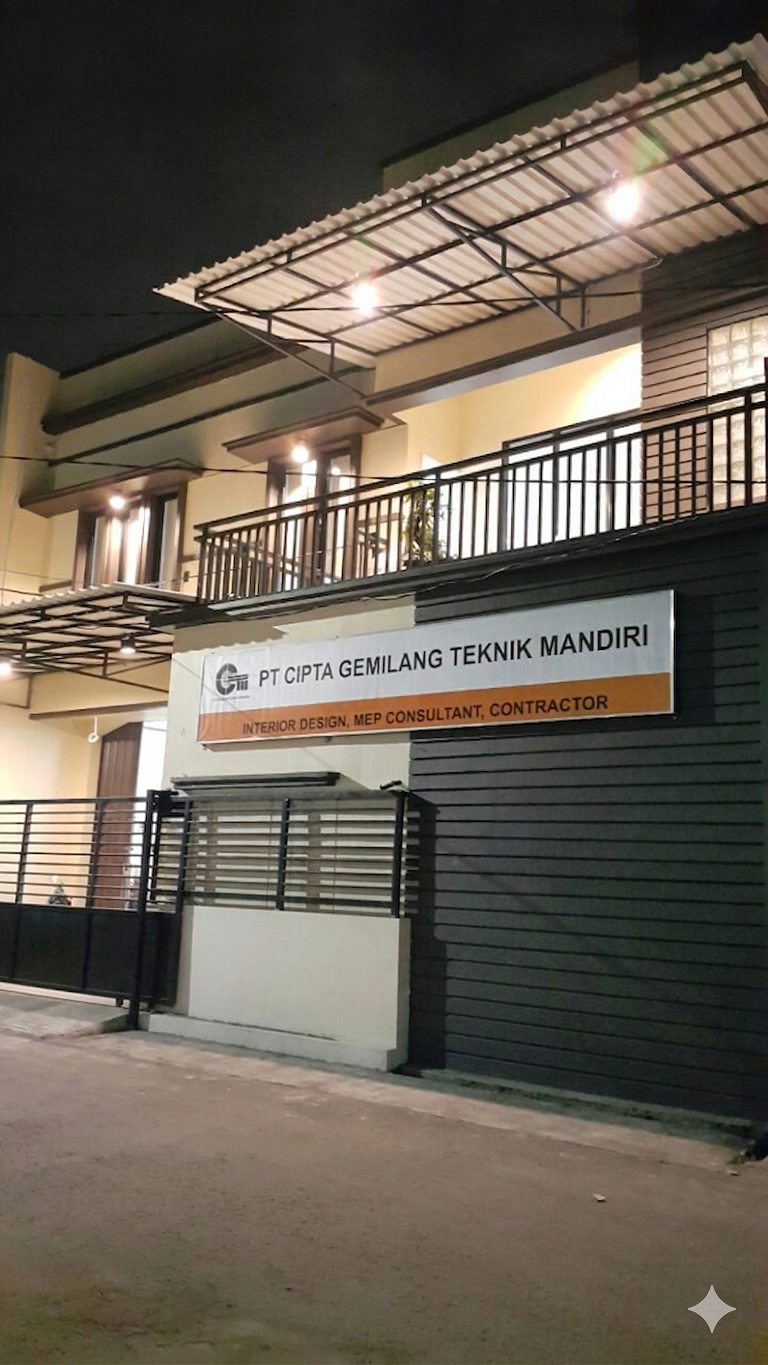 PT CIPTA GEMILANG TEKNIK MANDIRI
INTERIOR DESIGN, MEP CONSULTANT, CONTRACTOR